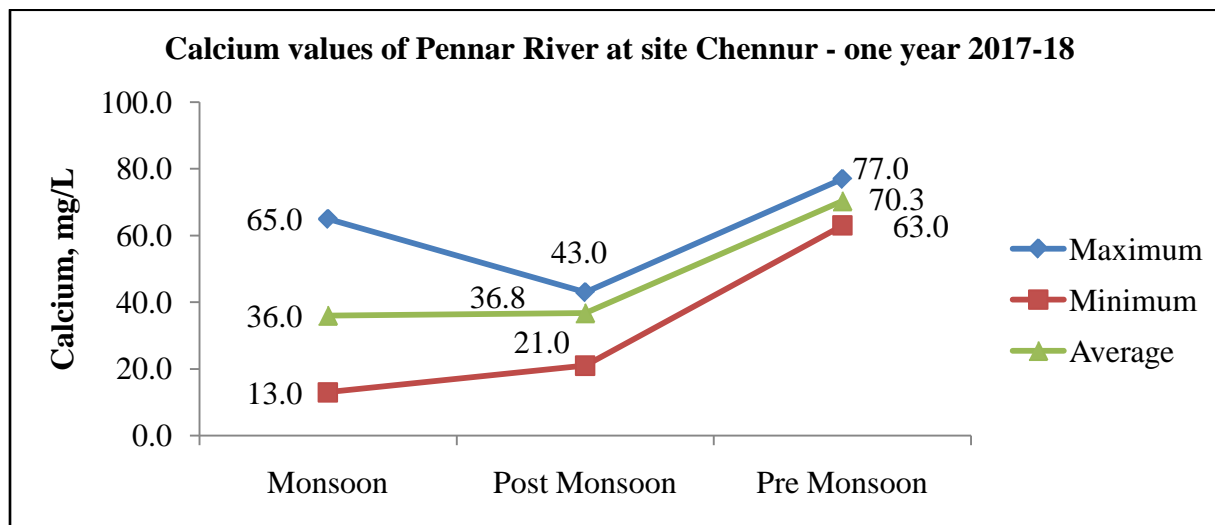 Calcium values of Pennar River at site Chennur - one year 2017-18
Calcium, mg/L
100.0
80.0
60.0
40.0
20.0
0.0
65.0
36.0
13.0
43.0
36.8
21.0
77.0
70.3
63.0
Monsoon
Post Monsoon
Pre Monsoon
Maximum
Minimum
Average